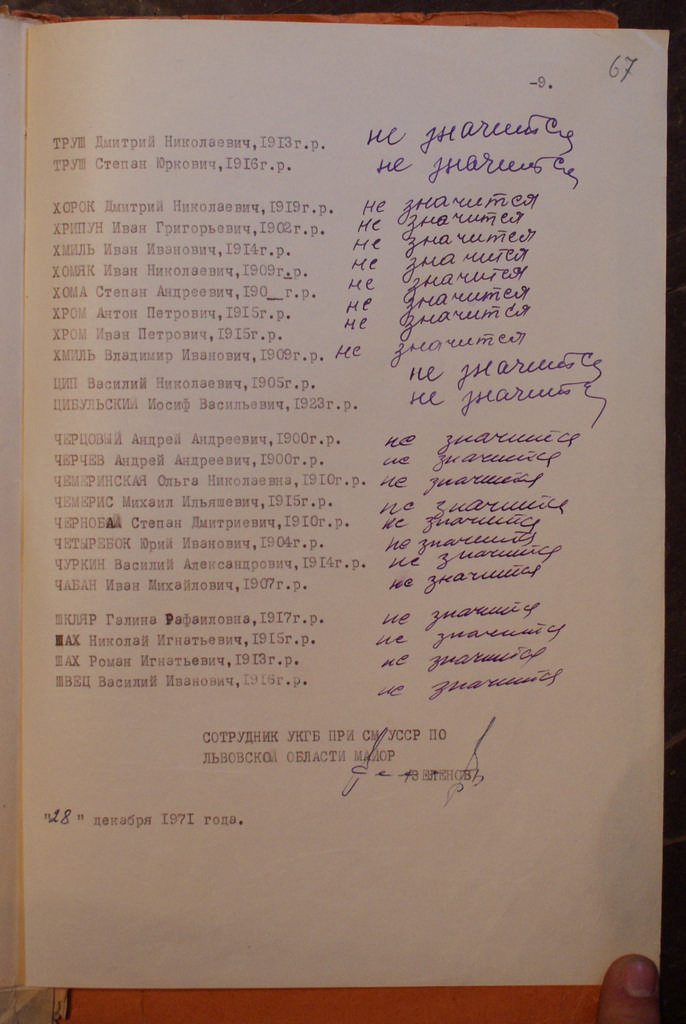 67
-9.
ТРУШ Дмитрий Николаевич,1913г.р. не значится
ТРУШ Степан Юркович,1916г.р. не значится
ХОРОК Дмитрий Николаевич,1919г.р. не значится
ХРИПУН Иван Григорьевич,1902г.р. не значится
ХМИЛЬ Иван Иванович,1914г.р. не значится
ХОМЯК Иван Николаевич,1909г.р. не значится
ХОМА Степан Андреевич,190_ г.р. не значится
ХРОМ Антон Петрович,1915г.р. не значится
ХРОМ Иван Петрович,1915г.р. не значится
ХМИЛЬ Владимир Иванович,1909г.р. не значится
ЦИП Василий Николаевич,1905г.р. не значится
ЦИБУЛЬСКИЙ Иосиф Васильевич,1923г.р. не значится
ЧЕРЦОВЫЙ Андрей Андреевич,1900г.р. не значится
ЧЕРЧЕВ Андрей Андреевич,1900г.р. не значится
ЧЕМЕРИНСКАЯ Ольга Николаевна,1910г.р. не значится
ЧЕМЕРИС Михаил Ильяшевич,1915г.р. не значится
ЧЕРНОБАЙ Степан Дмитриевич,1910г.р. не значится
ЧЕТЫРЕБОК Юрий Иванович,1904г.р. не значится
ЧУРКИН Василий Александрович,1914г.р. не значится
ЧАБАН Иван Михайлович,1907г.р. не значится
ШКЛЯР Галина Рафаиловна,1917г.р. не значится
ШАХ Николай Игнатьевич,1915г.р. не значится
ШАХ Роман Игнатьевич,1913г.р. не значится
ШВЕЦ Василий Иванович,1916г.р. не значится
СОТРУДНИК УКГБ ПРИ СМ УССР ПО
ЛЬВОВСКОЙ ОБЛАСТИ МАЙОР
/ЗЕЛЕНОВ/
"28" декабря 1971 года.